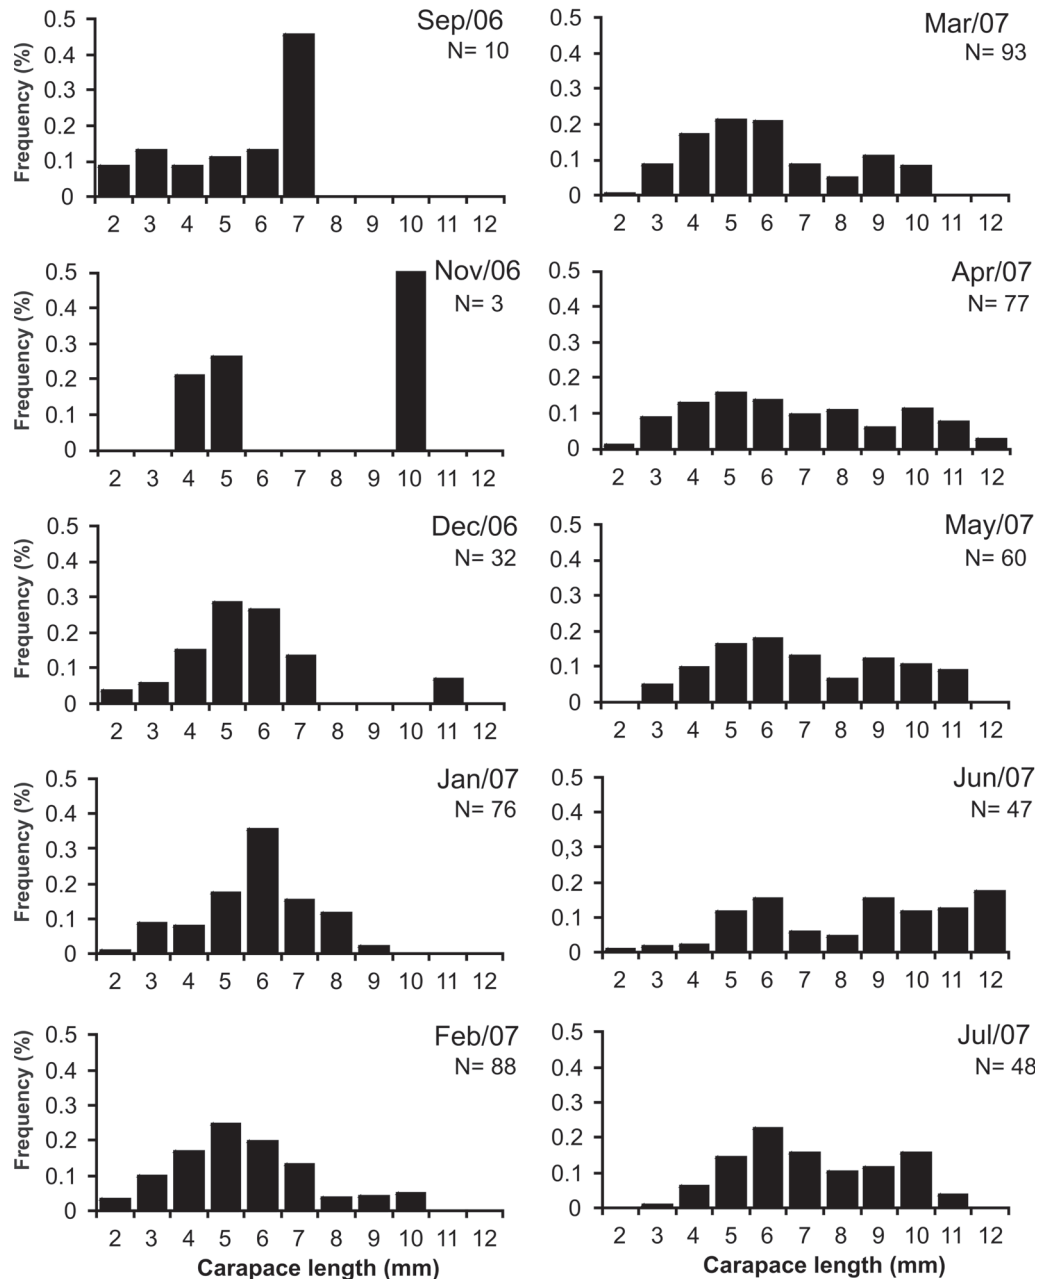 Sep/06
N= 10
Frequency (%)
0.5
0.4
0.3
0.2
0.1
0
2 3 4 5 6 7 8 9 10 11 12
Mar/07
N= 93
0.5
0.4
0.3
0.2
0.1
0
2 3 4 5 6 7 8 9 10 11 12
Nov/06
N= 3
Frequency (%)
0.5
0.4
0.3
0.2
0.1
0
2 3 4 5 6 7 8 9 10 11 12
Apr/07
N= 77
0.5
0.4
0.3
0.2
0.1
0
2 3 4 5 6 7 8 9 10 11 12
Dec/06
N= 32
Frequency (%)
0.5
0.4
0.3
0.2
0.1
0
2 3 4 5 6 7 8 9 10 11 12
May/07
N= 60
0.5
0.4
0.3
0.2
0.1
0
2 3 4 5 6 7 8 9 10 11 12
Jan/07
N= 76
Frequency (%)
0.5
0.4
0.3
0.2
0.1
0
2 3 4 5 6 7 8 9 10 11 12
Jun/07
N= 47
0.5
0.4
0,3
0.2
0.1
0
2 3 4 5 6 7 8 9 10 11 12
Feb/07
N= 88
Frequency (%)
0.5
0.4
0.3
0.2
0.1
0
2 3 4 5 6 7 8 9 10 11 12
Carapace length (mm)
Jul/07
N= 48
0.5
0.4
0.3
0.2
0.1
0
2 3 4 5 6 7 8 9 10 11 12
Carapace length (mm)